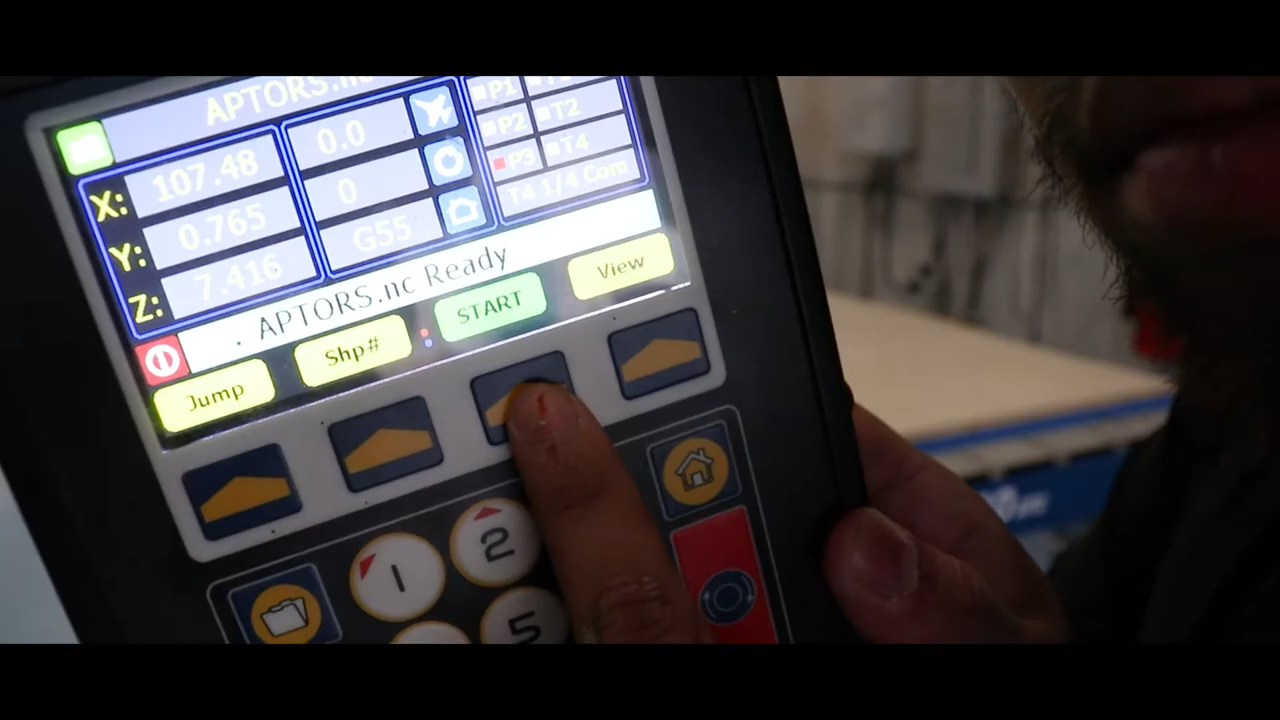 APTORS.nc
X: 107.48 0.0 P1
Y: 0.765 0 P2 T2
Z: 7.416 G55 P3 T4
T4 1/4 Com
. APTORS.nc Ready
Jump Shp# : START View
1 2
5